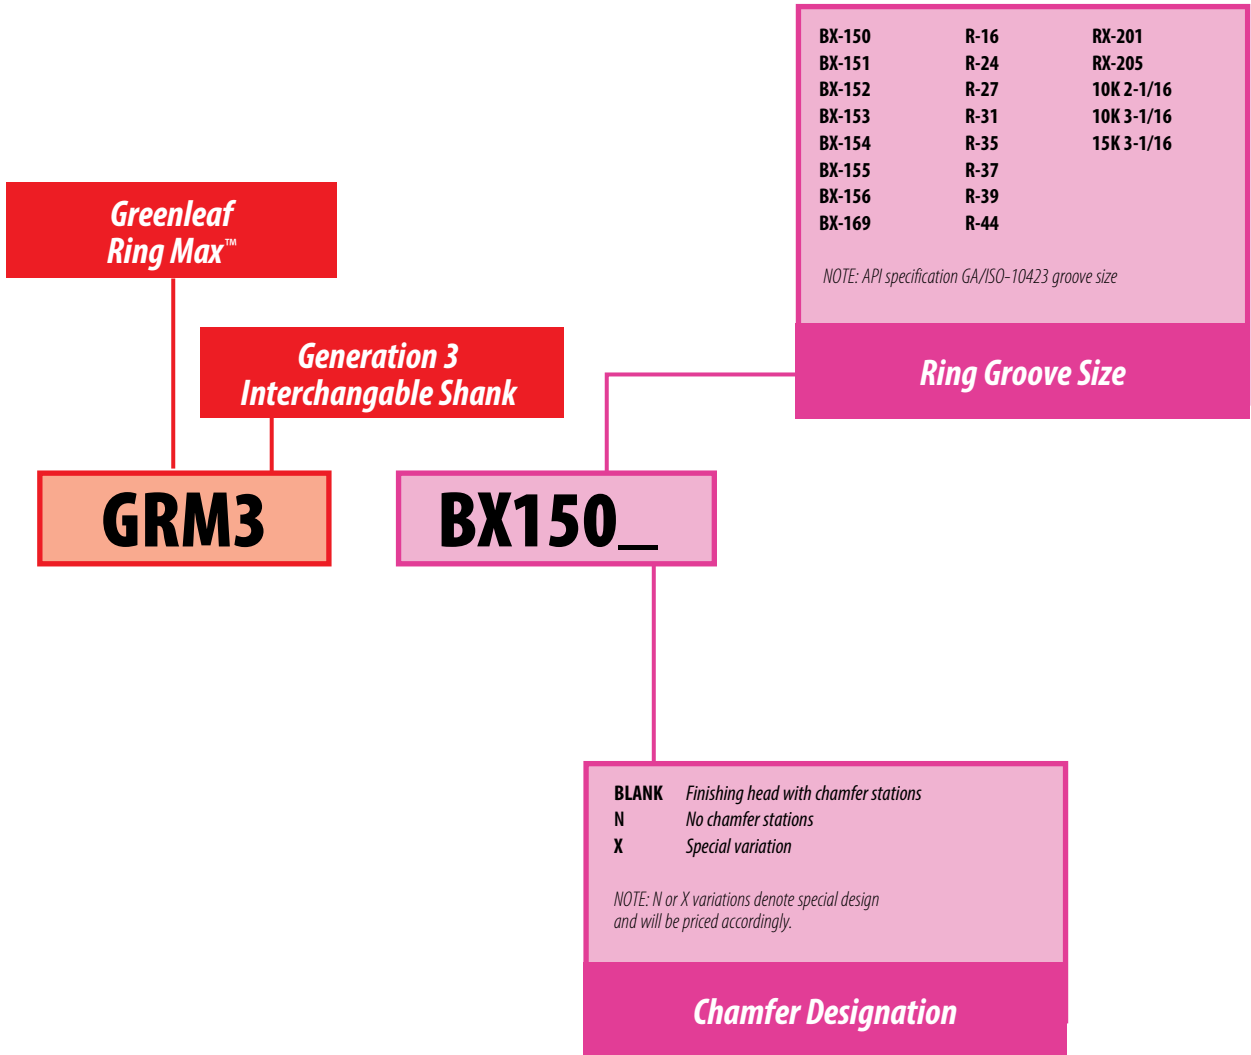 BX-150 R-16 RX-201
BX-151 R-24 RX-205
BX-152 R-27 10K 2-1/16
BX-153 R-31 10K 3-1/16
BX-154 R-35 15K 3-1/16
BX-155 R-37
BX-156 R-39
BX-169 R-44
NOTE: API specification GA/ISO-10423 groove size
Ring Groove Size
Greenleaf
Ring Max™
Generation 3
Interchangable Shank
GRM3
BX150_
BLANK Finishing head with chamfer stations
N No chamfer stations
X Special variation
NOTE: N or X variations denote special design
and will be priced accordingly.
Chamfer Designation